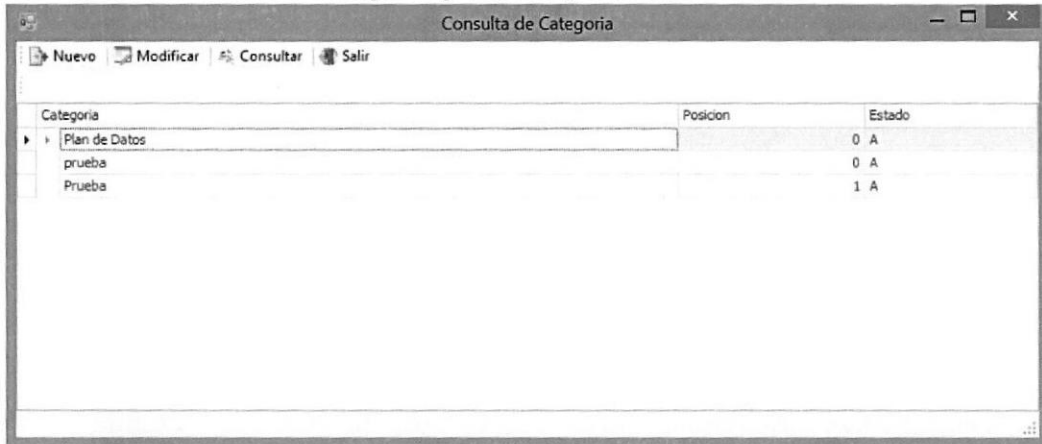 Consulta de Categoria
Nuevo Modificar Consultar Salir
Categoria Posicion Estado
Plan de Datos 0 A
prueba 0 A
Prueba 1 A